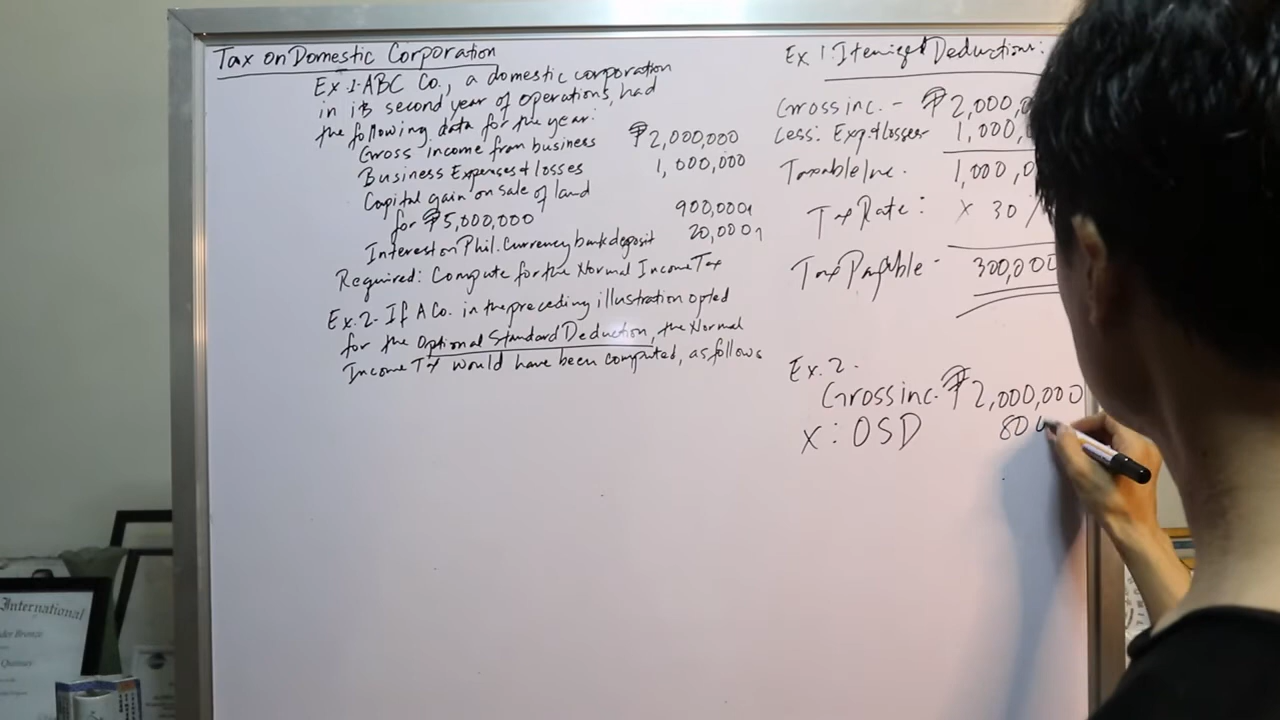 Tax on Domestic Corporation
Ex.1. ABC Co., a domestic corporation
in its second year of operations, had
the following data for the year:
Gross income from business ₱2,000,000
Business Expenses & losses 1,000,000
Capital gain on sale of land
for ₱5,000,000 900,000
Interest on Phil. Currency bank deposit 20,000
Required: Compute for the Normal Income Tax
Ex.2. If A Co. in the preceding illustration opted
for the Optional Standard Deduction, the Normal
Income Tx would have been computed, as follows
Ex 1. Itemized Deductions:
Gross inc. - ₱2,000,0
Less: Exp. & losses 1,000,
Taxable Inc. 1,000,0
Tax Rate: x 30%
Tax Payable - 300,000
Ex. 2.
Gross inc. ₱2,000,000
x: OSD 80
International